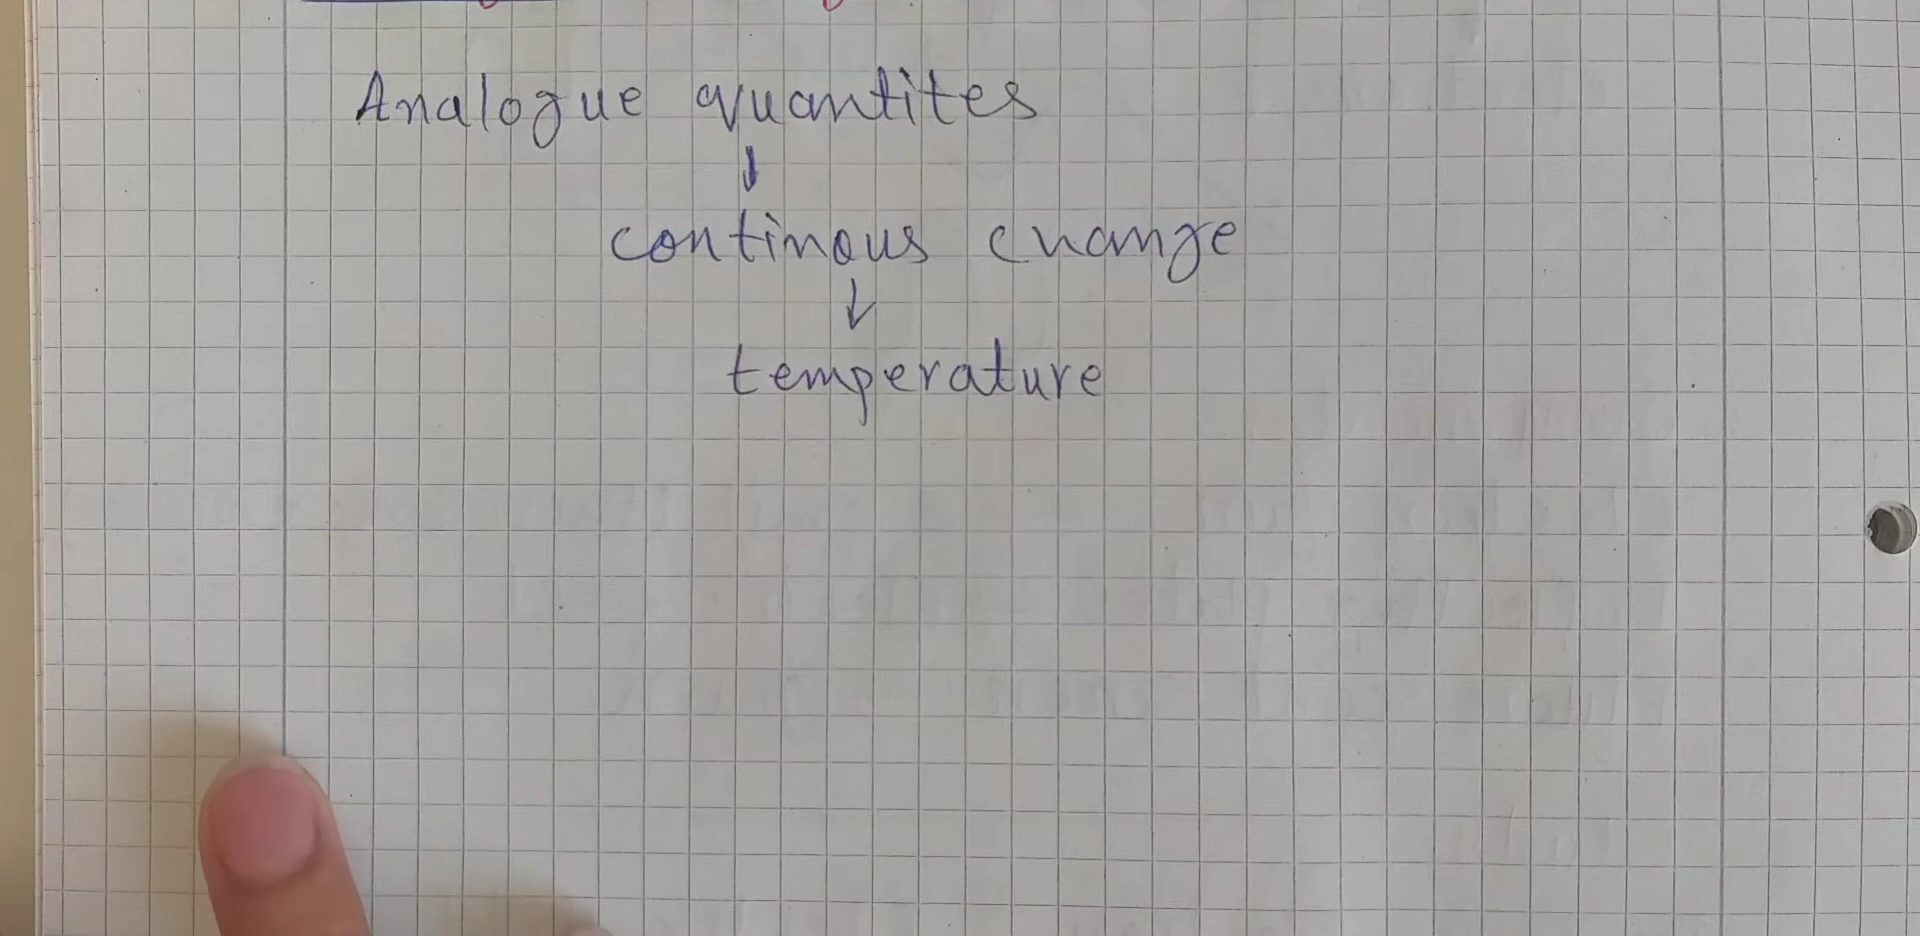 Analogue quantites
↓
continous change
↓
temperature